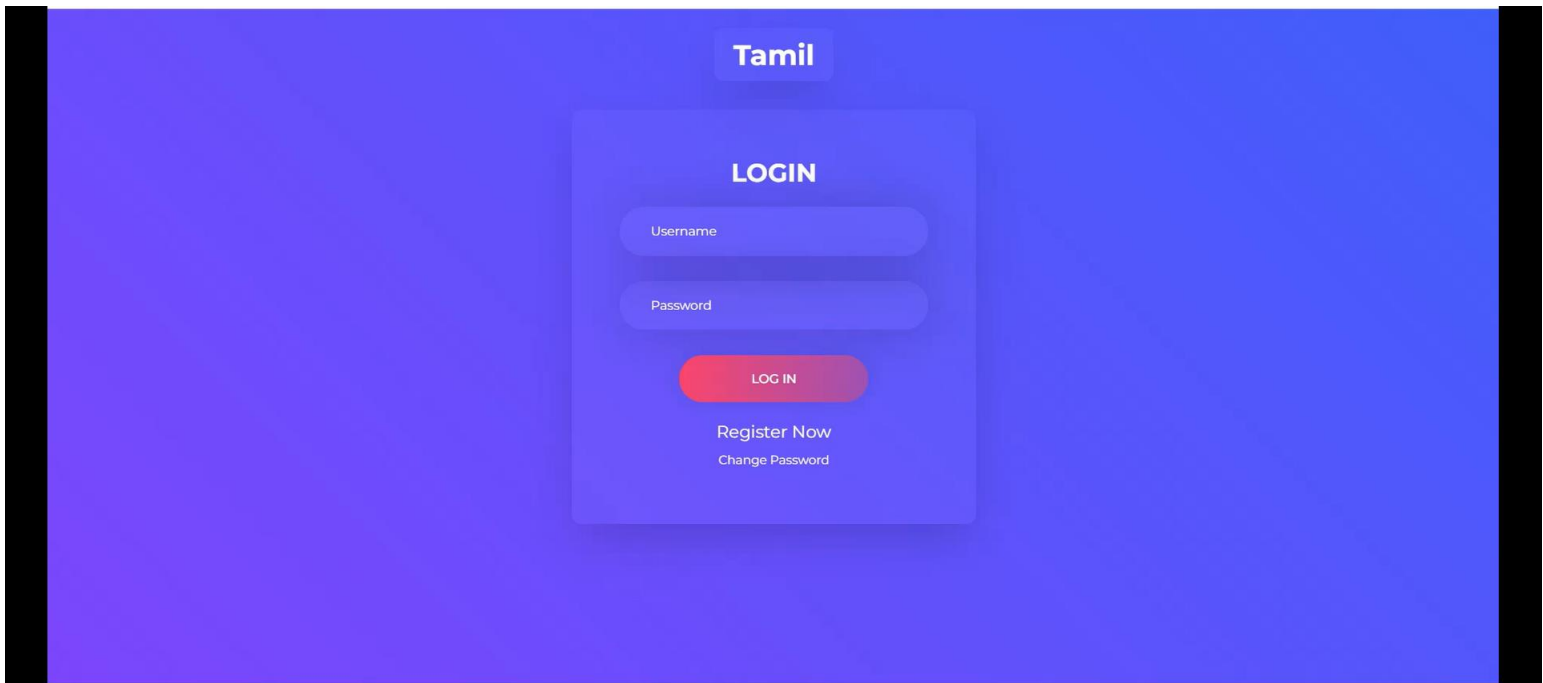 Tamil
LOGIN
Username
Password
LOG IN
Register Now
Change Password